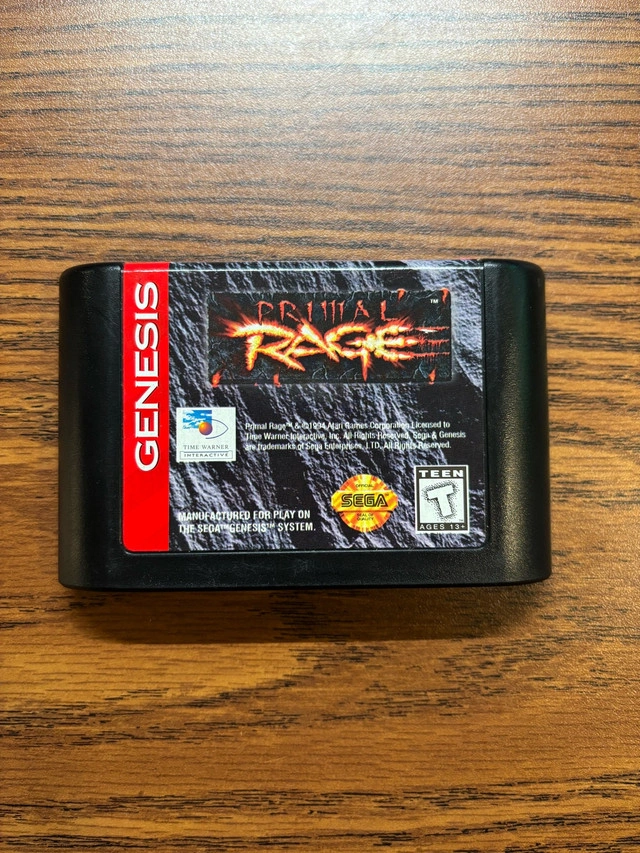 GENESIS
PRIMAL ™
RAGE
Primal Rage™ & ©1994 Atari Games Corporation Licensed to
Time Warner Interactive, Inc. All Rights Reserved. Sega & Genesis
are trademarks of Sega Enterprises, LTD. All Rights Reserved.
TIME WARNER
INTERACTIVE
MANUFACTURED FOR PLAY ON
THE SEGA™ GENESIS™ SYSTEM.
OFFICIAL
SEGA
TEEN
T
AGES 13+